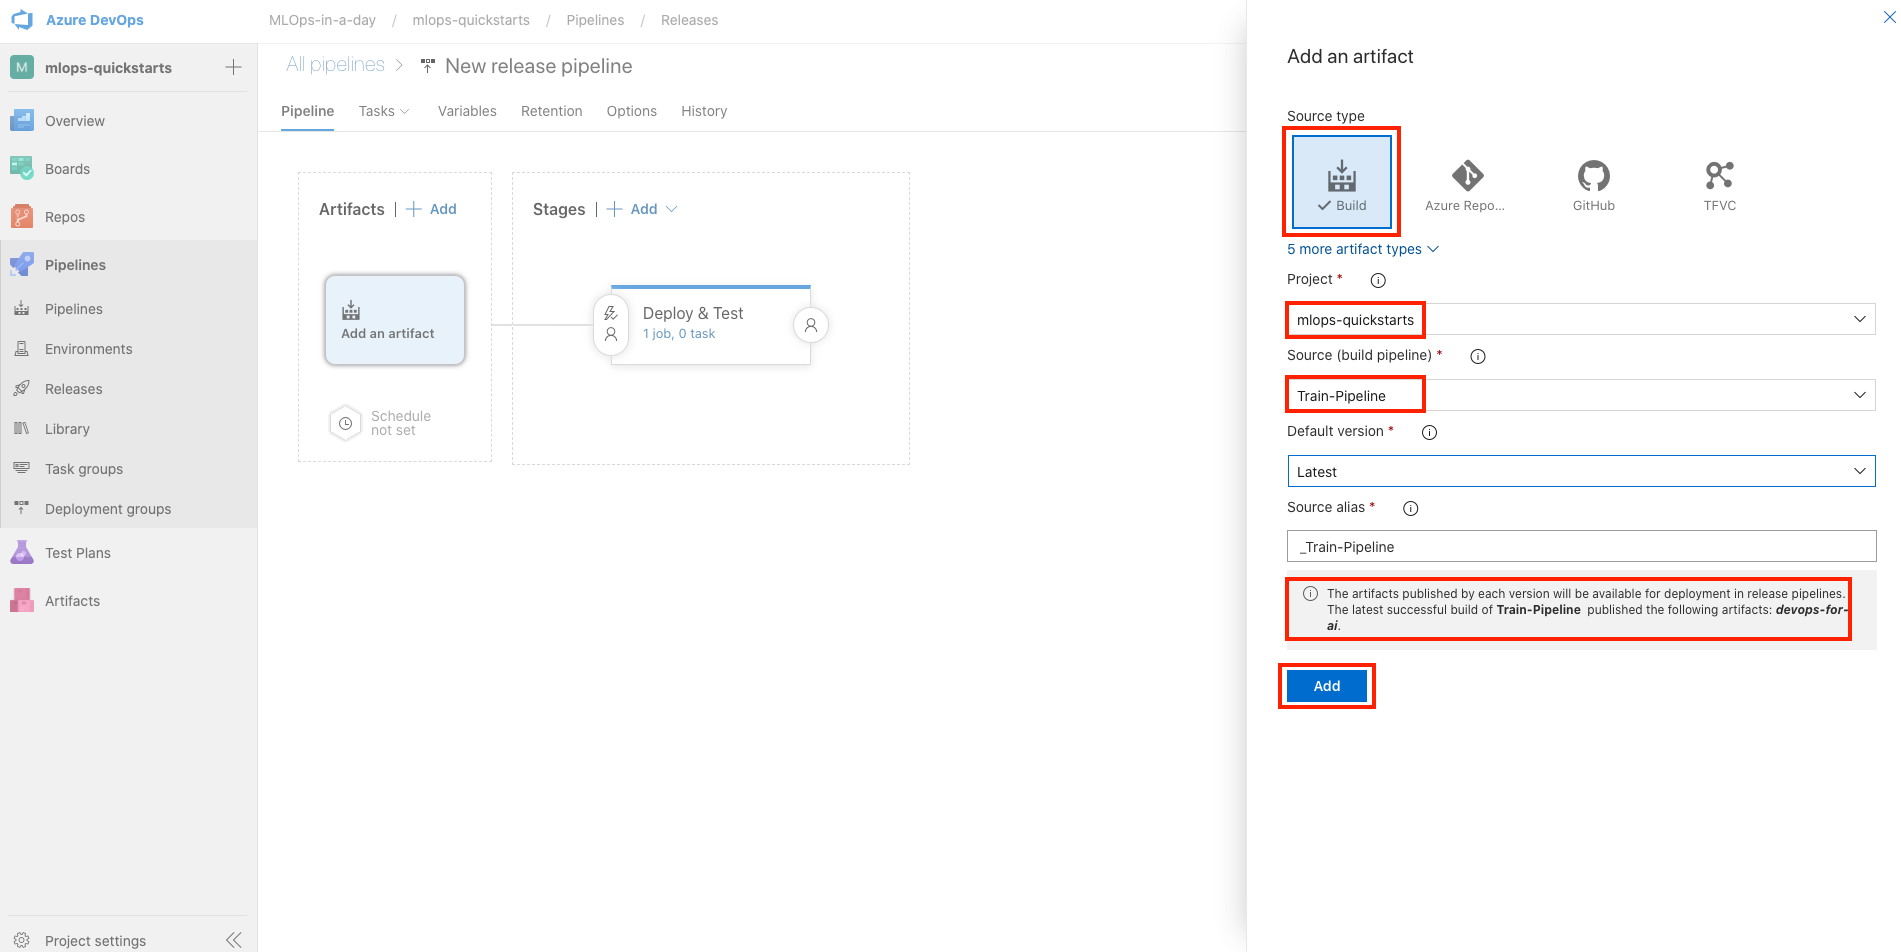 Azure DevOps
MLOps-in-a-day / mlops-quickstarts / Pipelines / Releases
M mlops-quickstarts
Overview
Boards
Repos
Pipelines
Pipelines
Environments
Releases
Library
Task groups
Deployment groups
Test Plans
Artifacts
Project settings
All pipelines > New release pipeline
Pipeline Tasks Variables Retention Options History
Artifacts | + Add
Add an artifact
Schedule
not set
Stages | + Add
Deploy & Test
1 job, 0 task
Add an artifact
Source type
Build
Azure Repo...
GitHub
TFVC
5 more artifact types
Project *
mlops-quickstarts
Source (build pipeline) *
Train-Pipeline
Default version *
Latest
Source alias *
_Train-Pipeline
The artifacts published by each version will be available for deployment in release pipelines.
The latest successful build of Train-Pipeline published the following artifacts: devops-for-
ai.
Add